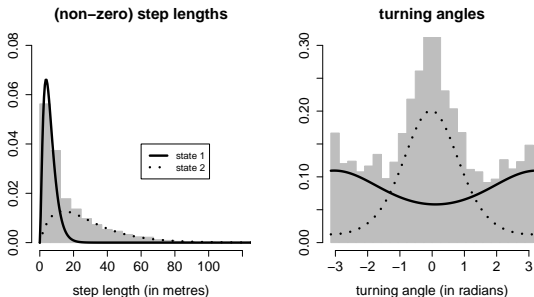 (non−zero) step lengths
0.00 0.02 0.04 0.06 0.08
0 20 40 60 80 100
step length (in metres)
state 1
state 2
turning angles
0.00 0.10 0.20 0.30
−3 −2 −1 0 1 2 3
turning angle (in radians)